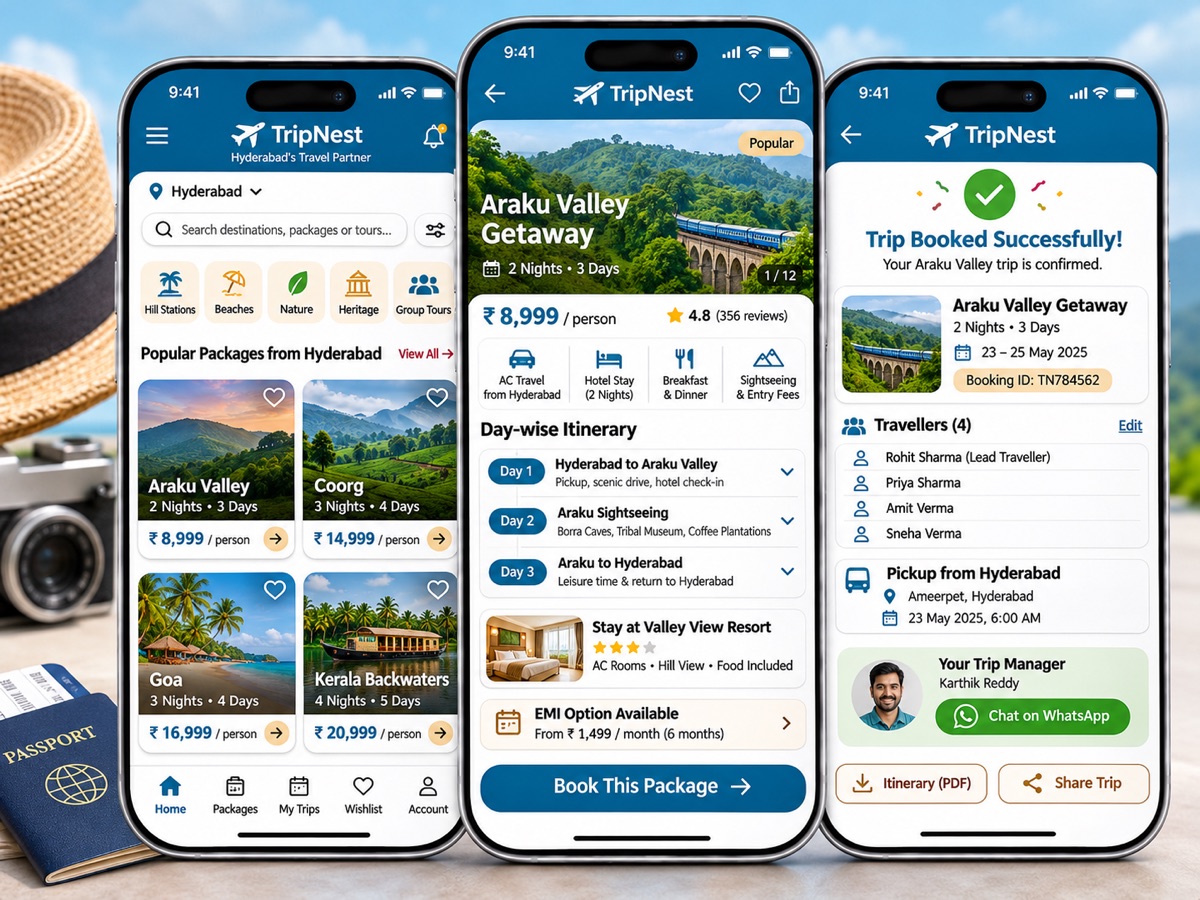 9:41
TripNest
Hyderabad's Travel Partner
Hyderabad
Search destinations, packages or tours...
Hill Stations
Beaches
Nature
Heritage
Group Tours
Popular Packages from Hyderabad
View All →
Araku Valley
2 Nights • 3 Days
₹ 8,999 / person
Coorg
3 Nights • 4 Days
₹ 14,999 / person
Goa
3 Nights • 4 Days
₹ 16,999 / person
Kerala Backwaters
4 Nights • 5 Days
₹ 20,999 / person
Home
Packages
My Trips
Wishlist
Account
9:41
TripNest
Popular
Araku Valley
Getaway
2 Nights • 3 Days
1 / 12
₹ 8,999 / person
4.8 (356 reviews)
AC Travel
from Hyderabad
Hotel Stay
(2 Nights)
Breakfast
& Dinner
Sightseeing
& Entry Fees
Day-wise Itinerary
Day 1
Hyderabad to Araku Valley
Pickup, scenic drive, hotel check-in
Day 2
Araku Sightseeing
Borra Caves, Tribal Museum, Coffee Plantations
Day 3
Araku to Hyderabad
Leisure time & return to Hyderabad
Stay at Valley View Resort
AC Rooms • Hill View • Food Included
EMI Option Available
From ₹ 1,499 / month (6 months)
Book This Package →
9:41
TripNest
Trip Booked Successfully!
Your Araku Valley trip is confirmed.
Araku Valley Getaway
2 Nights • 3 Days
23 – 25 May 2025
Booking ID: TN784562
Travellers (4)
Edit
Rohit Sharma (Lead Traveller)
Priya Sharma
Amit Verma
Sneha Verma
Pickup from Hyderabad
Ameerpet, Hyderabad
23 May 2025, 6:00 AM
Your Trip Manager
Karthik Reddy
Chat on WhatsApp
Itinerary (PDF)
Share Trip
PASSPORT